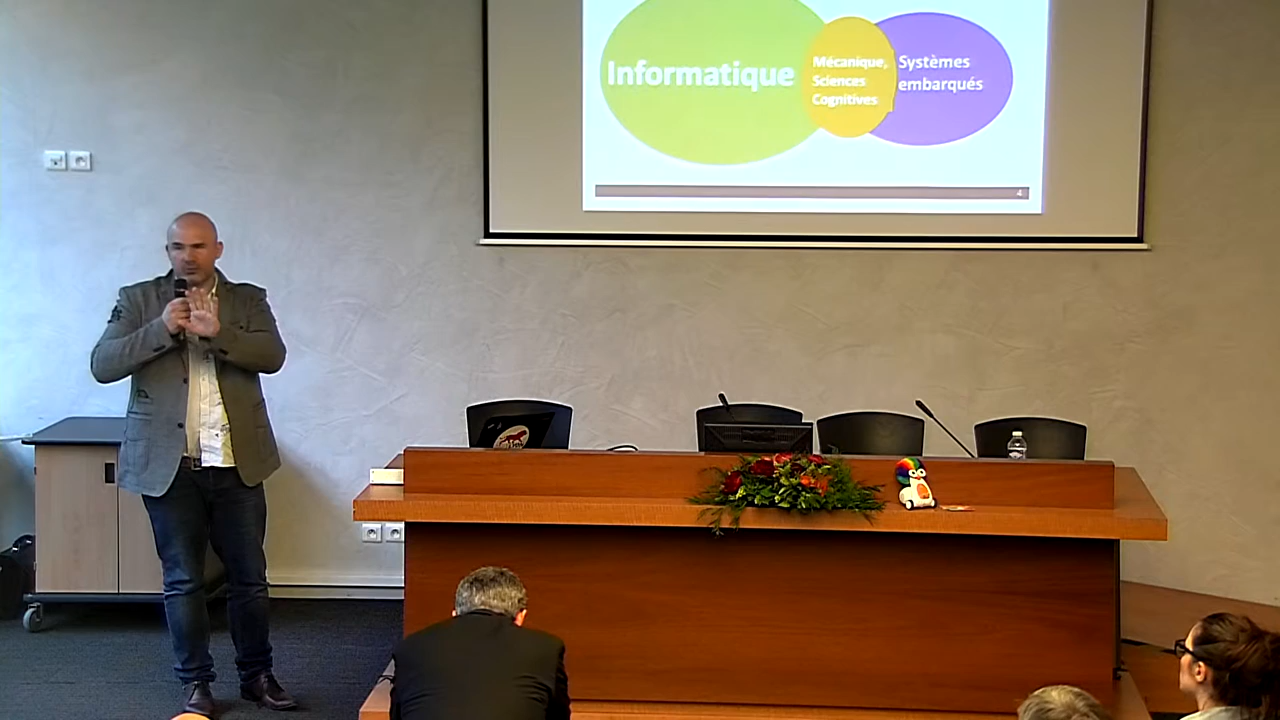 Informatique
Mécanique,
Sciences
Cognitives
Systèmes
embarqués
4